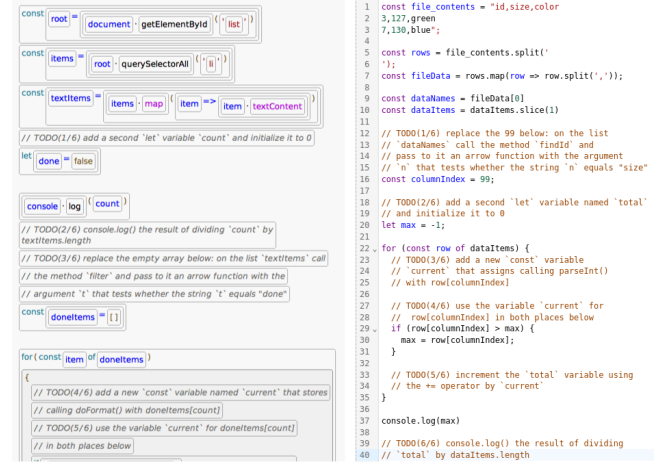 const root = document · getElementById ( ' list ' )
const items = root · querySelectorAll ( ' li ' )
const textItems = items · map ( item => item · textContent )
// TODO(1/6) add a second `let` variable `count` and initialize it to 0
let done = false
console · log ( count )
// TODO(2/6) console.log() the result of dividing `count` by
textItems.length
// TODO(3/6) replace the empty array below: on the list `textItems` call
// the method `filter` and pass to it an arrow function with the
// argument `t` that tests whether the string `t` equals "done"
const doneItems = [ ]
for ( const item of doneItems )
{
// TODO(4/6) add a new `const` variable named `current` that stores
// calling doFormat() with doneItems[count]
// TODO(5/6) use the variable `current` for doneItems[count]
// in both places below
1 const file_contents = "id,size,color
2 3,127,green
3 7,130,blue";
4
5 const rows = file_contents.split('
6 ');
7 const fileData = rows.map(row => row.split(','));
8
9 const dataNames = fileData[0]
10 const dataItems = dataItems.slice(1)
11
12 // TODO(1/6) replace the 99 below: on the list
13 // `dataNames` call the method `findId` and
14 // pass to it an arrow function with the argument
15 // `n` that tests whether the string `n` equals "size"
16 const columnIndex = 99;
17
18 // TODO(2/6) add a second `let` variable named `total`
19 // and initialize it to 0
20 let max = -1;
21
22 for (const row of dataItems) {
23 // TODO(3/6) add a new `const` variable
24 // `current` that assigns calling parseInt()
25 // with row[columnIndex]
26
27 // TODO(4/6) use the variable `current` for
28 // row[columnIndex] in both places below
29 if (row[columnIndex] > max) {
30 max = row[columnIndex];
31 }
32
33 // TODO(5/6) increment the `total` variable using
34 // the += operator by `current`
35 }
36
37 console.log(max)
38
39 // TODO(6/6) console.log() the result of dividing
40 // `total` by dataItems.length